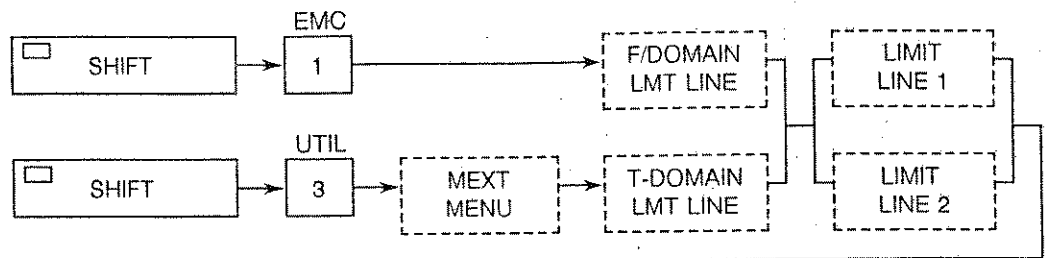 EMC
SHIFT
1
F/DOMAIN
LMT LINE
LIMIT
LINE 1
UTIL
SHIFT
3
MEXT
MENU
T-DOMAIN
LMT LINE
LIMIT
LINE 2